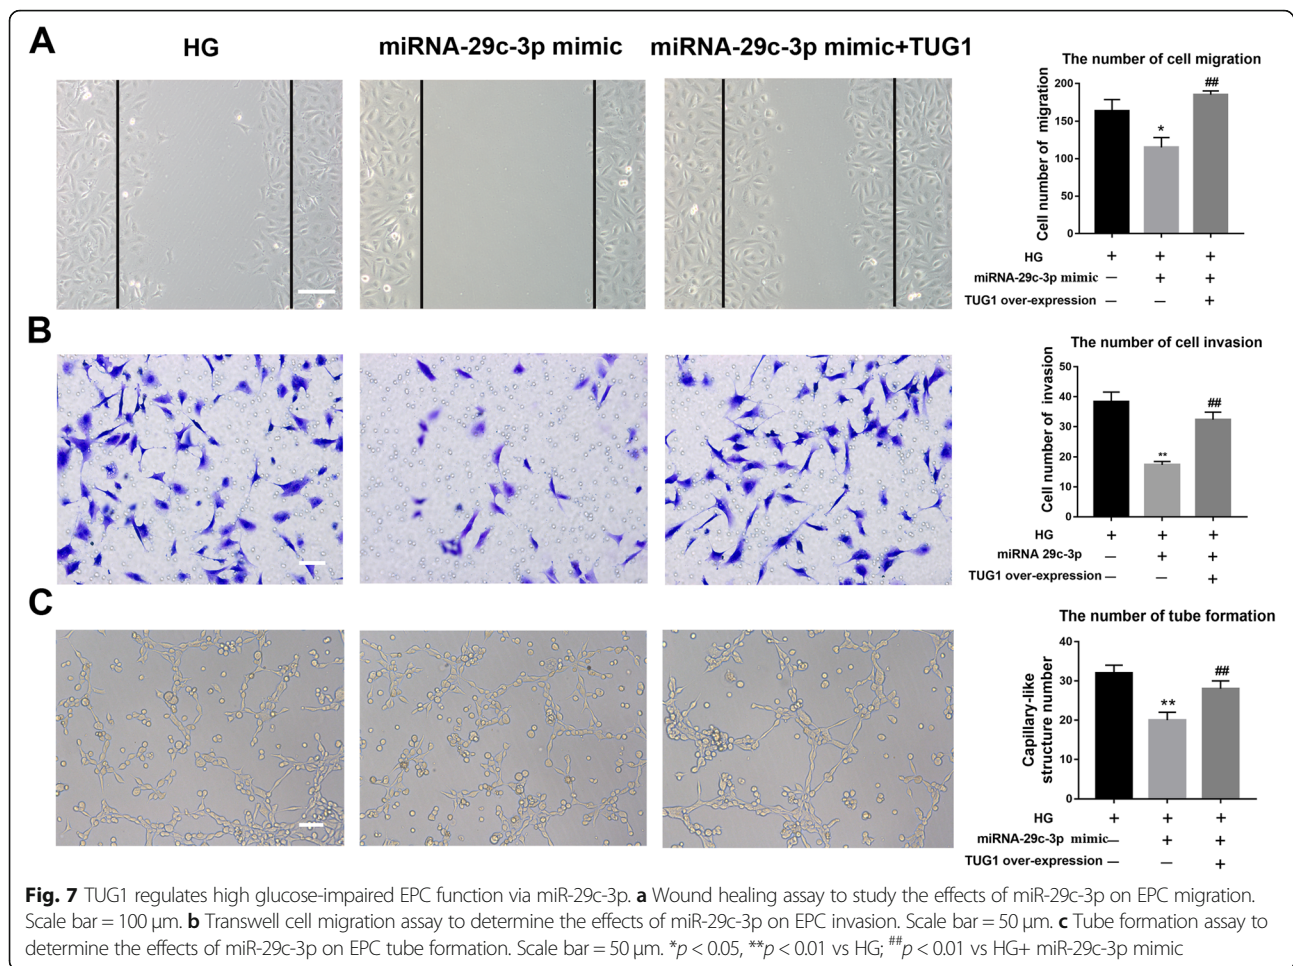 A
HG
miRNA-29c-3p mimic
miRNA-29c-3p mimic+TUG1
The number of cell migration
Cell number of migration
200
150
100
50
0
*
##
HG + + +
miRNA-29c-3p mimic — + +
TUG1 over-expression — — +
B
The number of cell invasion
Cell number of invasion
50
40
30
20
10
0
**
##
HG + + +
miRNA 29c-3p — + +
TUG1 over-expression — — +
C
The number of tube formation
Capillary-like
structure number
40
30
20
10
0
**
##
HG + + +
miRNA-29c-3p mimic — + +
TUG1 over-expression — — +
Fig. 7 TUG1 regulates high glucose-impaired EPC function via miR-29c-3p. a Wound healing assay to study the effects of miR-29c-3p on EPC migration.
Scale bar = 100 μm. b Transwell cell migration assay to determine the effects of miR-29c-3p on EPC invasion. Scale bar = 50 μm. c Tube formation assay to
determine the effects of miR-29c-3p on EPC tube formation. Scale bar = 50 μm. *p < 0.05, **p < 0.01 vs HG; ##p < 0.01 vs HG+ miR-29c-3p mimic